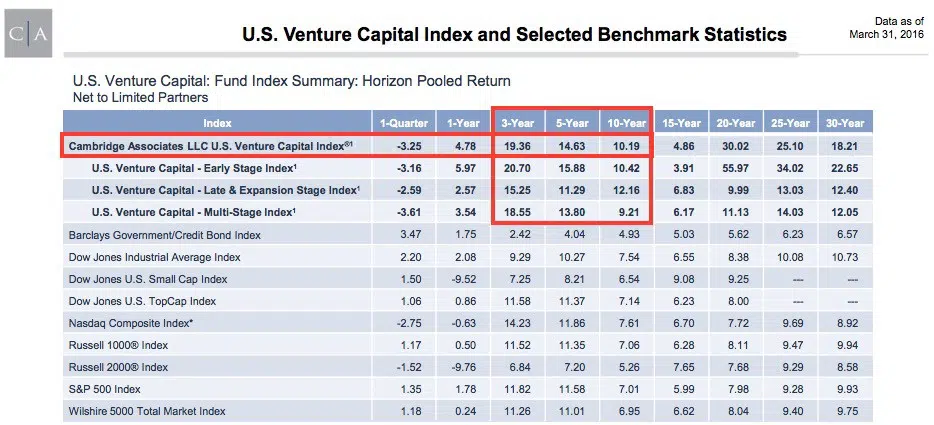 C|A
U.S. Venture Capital Index and Selected Benchmark Statistics
Data as of
March 31, 2016
U.S. Venture Capital: Fund Index Summary: Horizon Pooled Return
Net to Limited Partners
Index 1-Quarter 1-Year 3-Year 5-Year 10-Year 15-Year 20-Year 25-Year 30-Year
Cambridge Associates LLC U.S. Venture Capital Index®¹ -3.25 4.78 19.36 14.63 10.19 4.86 30.02 25.10 18.21
U.S. Venture Capital - Early Stage Index¹ -3.16 5.97 20.70 15.88 10.42 3.91 55.97 34.02 22.65
U.S. Venture Capital - Late & Expansion Stage Index¹ -2.59 2.57 15.25 11.29 12.16 6.83 9.99 13.03 12.40
U.S. Venture Capital - Multi-Stage Index¹ -3.61 3.54 18.55 13.80 9.21 6.17 11.13 14.03 12.05
Barclays Government/Credit Bond Index 3.47 1.75 2.42 4.04 4.93 5.03 5.62 6.23 6.57
Dow Jones Industrial Average Index 2.20 2.08 9.29 10.27 7.54 6.55 8.38 10.08 10.73
Dow Jones U.S. Small Cap Index 1.50 -9.52 7.25 8.21 6.54 9.08 9.25 --- ---
Dow Jones U.S. TopCap Index 1.06 0.86 11.58 11.37 7.14 6.23 8.00 --- ---
Nasdaq Composite Index* -2.75 -0.63 14.23 11.86 7.61 6.70 7.72 9.69 8.92
Russell 1000® Index 1.17 0.50 11.52 11.35 7.06 6.28 8.11 9.47 9.94
Russell 2000® Index -1.52 -9.76 6.84 7.20 5.26 7.65 7.68 9.29 8.58
S&P 500 Index 1.35 1.78 11.82 11.58 7.01 5.99 7.98 9.28 9.93
Wilshire 5000 Total Market Index 1.18 0.24 11.26 11.01 6.95 6.62 8.04 9.40 9.75